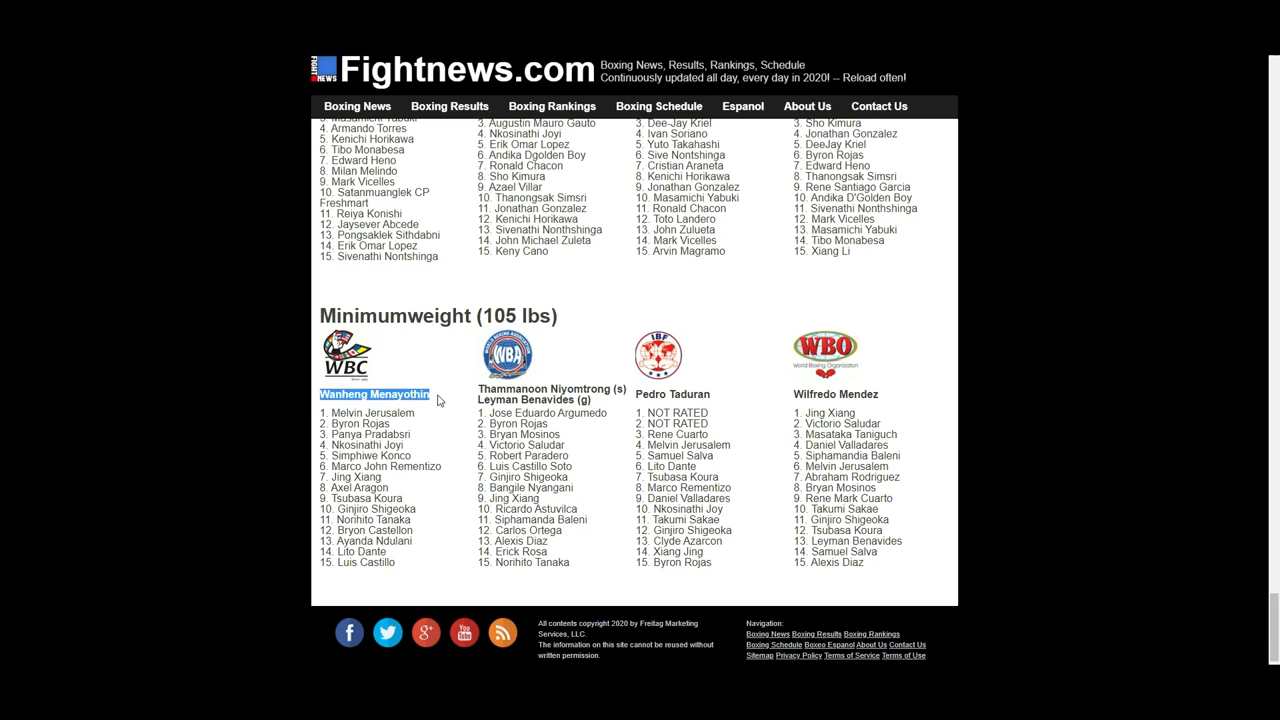 FIGHT NEWS
Fightnews.com
Boxing News, Results, Rankings, Schedule
Continuously updated all day, every day in 2020! -- Reload often!
Boxing News
Boxing Results
Boxing Rankings
Boxing Schedule
Espanol
About Us
Contact Us
3. Masamichi Yabuki
4. Armando Torres
5. Kenichi Horikawa
6. Tibo Monabesa
7. Edward Heno
8. Milan Melindo
9. Mark Vicelles
10. Satanmuanglek CP
Freshmart
11. Reiya Konishi
12. Jaysever Abcede
13. Pongsaklek Sithdabni
14. Erik Omar Lopez
15. Sivenathi Nontshinga
3. Augustin Mauro Gauto
4. Nkosinathi Joyi
5. Erik Omar Lopez
6. Andika Dgolden Boy
7. Ronald Chacon
8. Sho Kimura
9. Azael Villar
10. Thanongsak Simsri
11. Jonathan Gonzalez
12. Kenichi Horikawa
13. Sivenathi Nonthshinga
14. John Michael Zuleta
15. Keny Cano
3. Dee-Jay Kriel
4. Ivan Soriano
5. Yuto Takahashi
6. Sive Nontshinga
7. Cristian Araneta
8. Kenichi Horikawa
9. Jonathan Gonzalez
10. Masamichi Yabuki
11. Ronald Chacon
12. Toto Landero
13. John Zulueta
14. Mark Vicelles
15. Arvin Magramo
3. Sho Kimura
4. Jonathan Gonzalez
5. DeeJay Kriel
6. Byron Rojas
7. Edward Heno
8. Thanongsak Simsri
9. Rene Santiago Garcia
10. Andika D'Golden Boy
11. Sivenathi Nonthshinga
12. Mark Vicelles
13. Masamichi Yabuki
14. Tibo Monabesa
15. Xiang Li
Minimumweight (105 lbs)
WBC
Since 1963
Wanheng Menayothin
1. Melvin Jerusalem
2. Byron Rojas
3. Panya Pradabsri
4. Nkosinathi Joyi
5. Simphiwe Konco
6. Marco John Rementizo
7. Jing Xiang
8. Axel Aragon
9. Tsubasa Koura
10. Ginjiro Shigeoka
11. Norihito Tanaka
12. Bryon Castellon
13. Ayanda Ndulani
14. Lito Dante
15. Luis Castillo
WBA
Thammanoon Niyomtrong (s)
Leyman Benavides (g)
1. Jose Eduardo Argumedo
2. Byron Rojas
3. Bryan Mosinos
4. Victorio Saludar
5. Robert Paradero
6. Luis Castillo Soto
7. Ginjiro Shigeoka
8. Bangile Nyangani
9. Jing Xiang
10. Ricardo Astuvilca
11. Siphamanda Baleni
12. Carlos Ortega
13. Alexis Diaz
14. Erick Rosa
15. Norihito Tanaka
IBF
Pedro Taduran
1. NOT RATED
2. NOT RATED
3. Rene Cuarto
4. Melvin Jerusalem
5. Samuel Salva
6. Lito Dante
7. Tsubasa Koura
8. Marco Rementizo
9. Daniel Valladares
10. Nkosinathi Joy
11. Takumi Sakae
12. Ginjiro Shigeoka
13. Clyde Azarcon
14. Xiang Jing
15. Byron Rojas
WBO
World Boxing Organization
Wilfredo Mendez
1. Jing Xiang
2. Victorio Saludar
3. Masataka Taniguch
4. Daniel Valladares
5. Siphamandia Baleni
6. Melvin Jerusalem
7. Abraham Rodriguez
8. Bryan Mosinos
9. Rene Mark Cuarto
10. Takumi Sakae
11. Ginjiro Shigeoka
12. Tsubasa Koura
13. Leyman Benavides
14. Samuel Salva
15. Alexis Diaz
You
Tube
All contents copyright 2020 by Freitag Marketing
Services, LLC.
The information on this site cannot be reused without
written permission.
Navigation:
Boxing News Boxing Results Boxing Rankings
Boxing Schedule Boxeo Espanol About Us Contact Us
Sitemap Privacy Policy Terms of Service Terms of Use